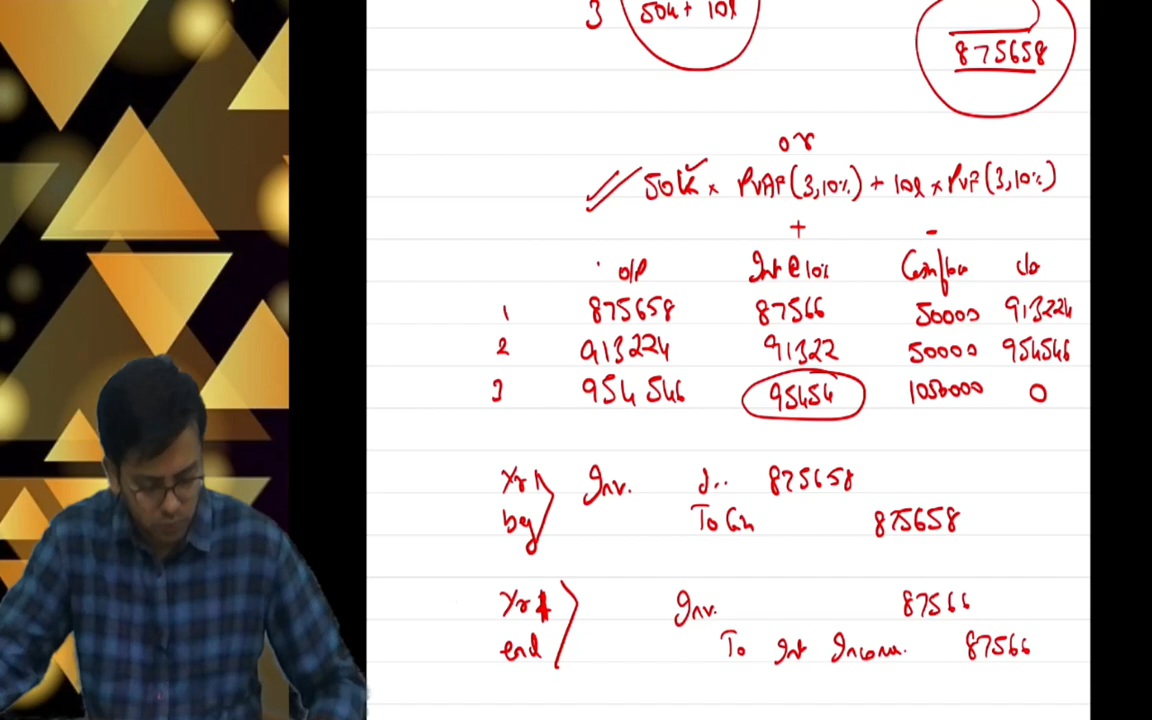 3 50k + 10l
875658
or
50k × PVAF (3,10%) + 10l × PVF (3,10%)
+ -
o/p Int @ 10% Cashflow clo
1 875658 87566 50000 913224
2 913224 91322 50000 954546
3 954546 95454 1050000 0
Yr 1 Inv. d.. 875658
beg To Cash 875658
Yr 1 Inv. 87566
end To Int Income. 87566